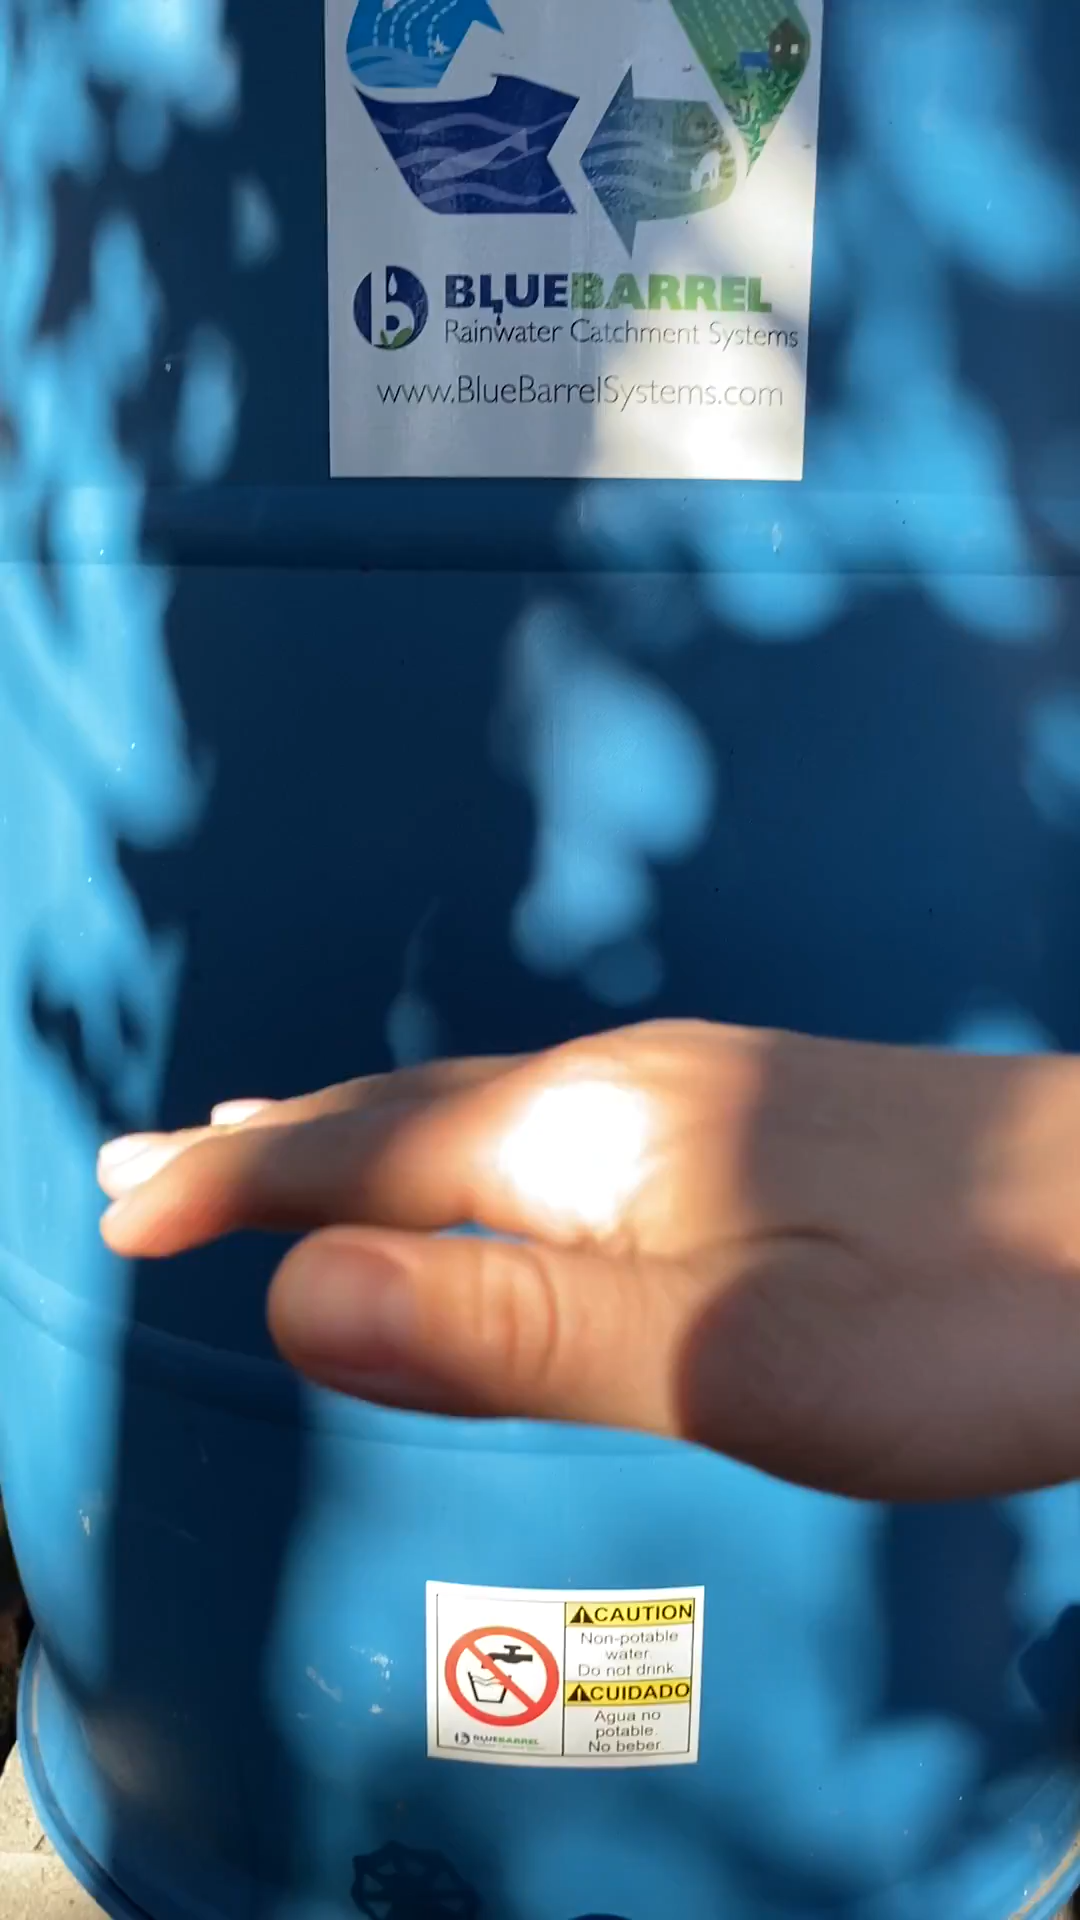 BLUEBARREL
Rainwater Catchment Systems
www.BlueBarrelSystems.com
CAUTION
Non-potable
water.
Do not drink
CUIDADO
Agua no
potable.
No beber
BLUEBARREL